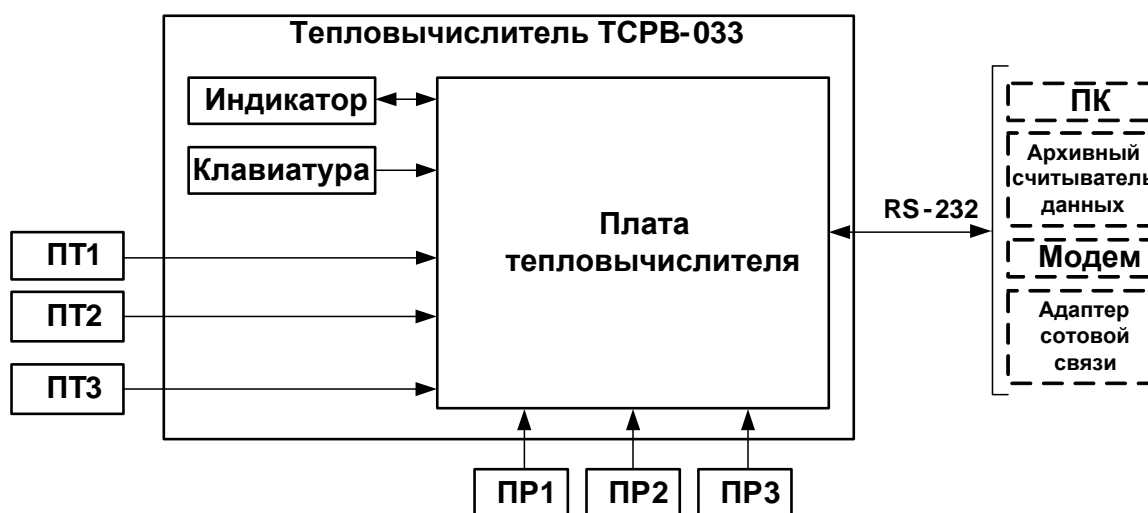 Тепловычислитель ТСРВ-033
Индикатор
Клавиатура
Плата
тепловычислителя
ПТ1
ПТ2
ПТ3
ПР1
ПР2
ПР3
RS-232
ПК
Архивный
считыватель
данных
Модем
Адаптер
сотовой
связи